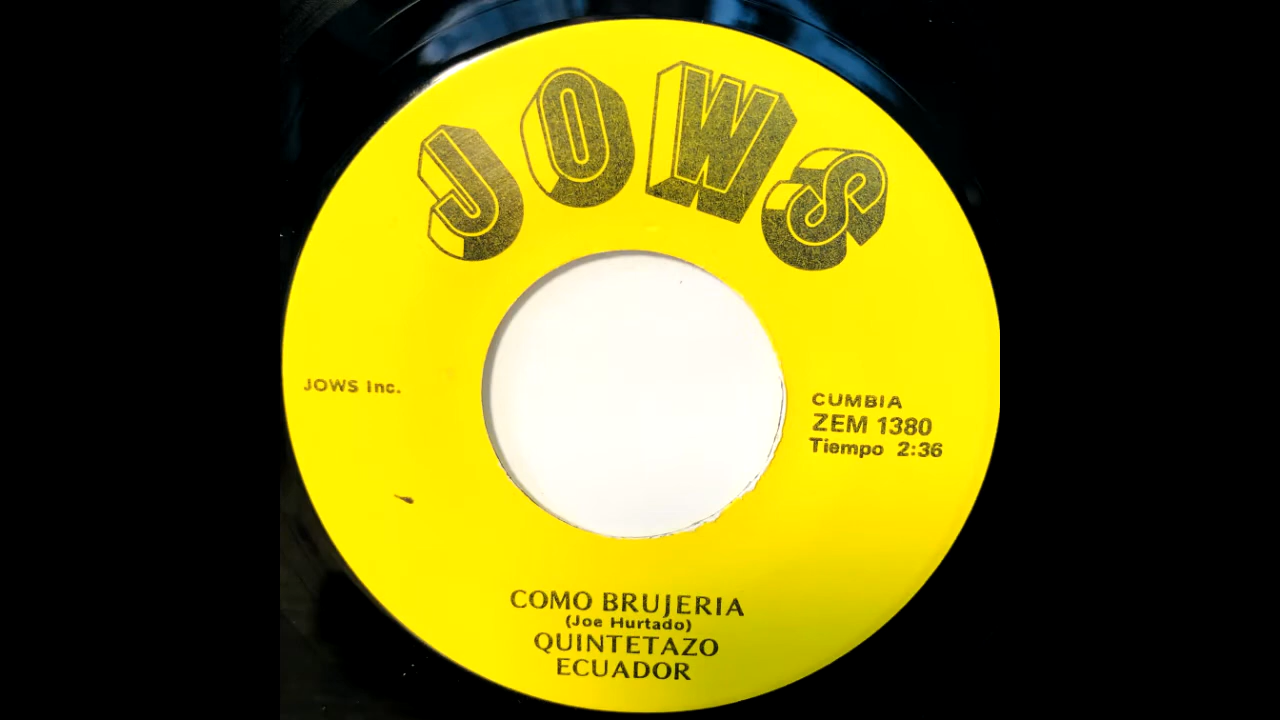 JOWS
JOWS Inc.
CUMBIA
ZEM 1380
Tiempo 2:36
COMO BRUJERIA
(Joe Hurtado)
QUINTETAZO
ECUADOR